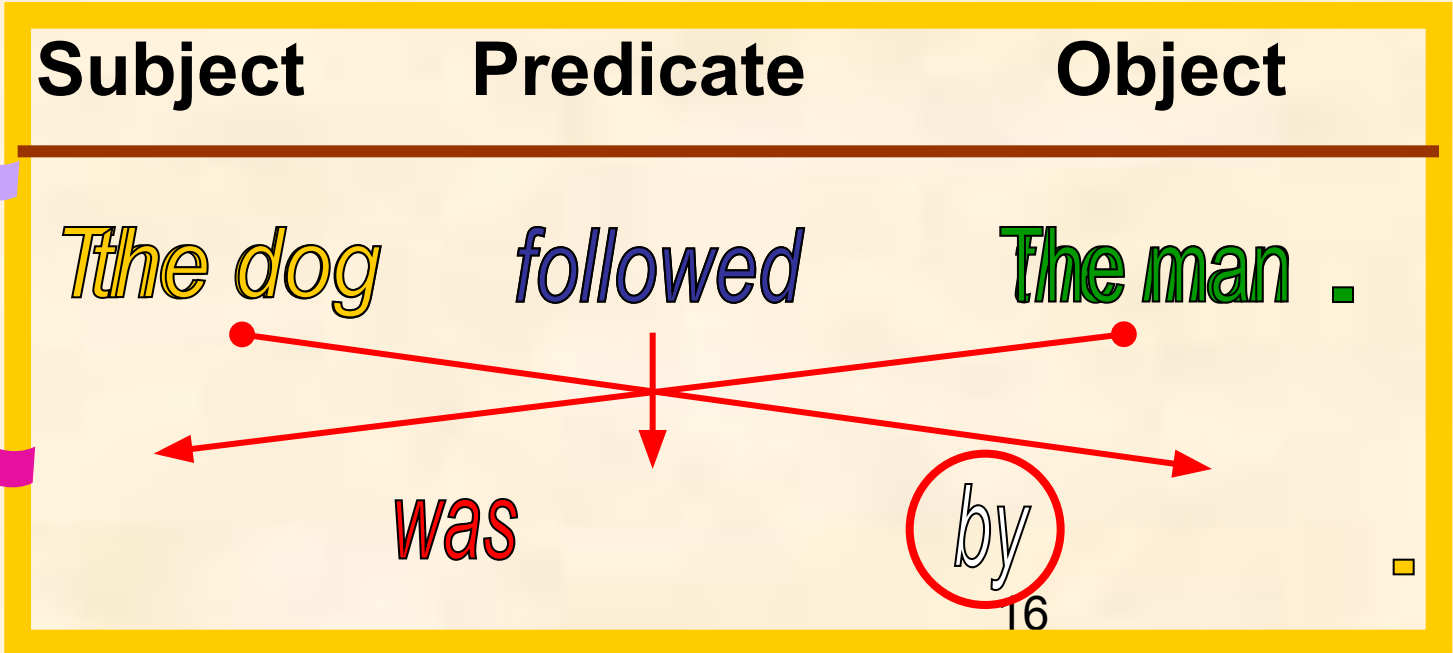 Subject Predicate Object
The dog followed The man .
was by .
16